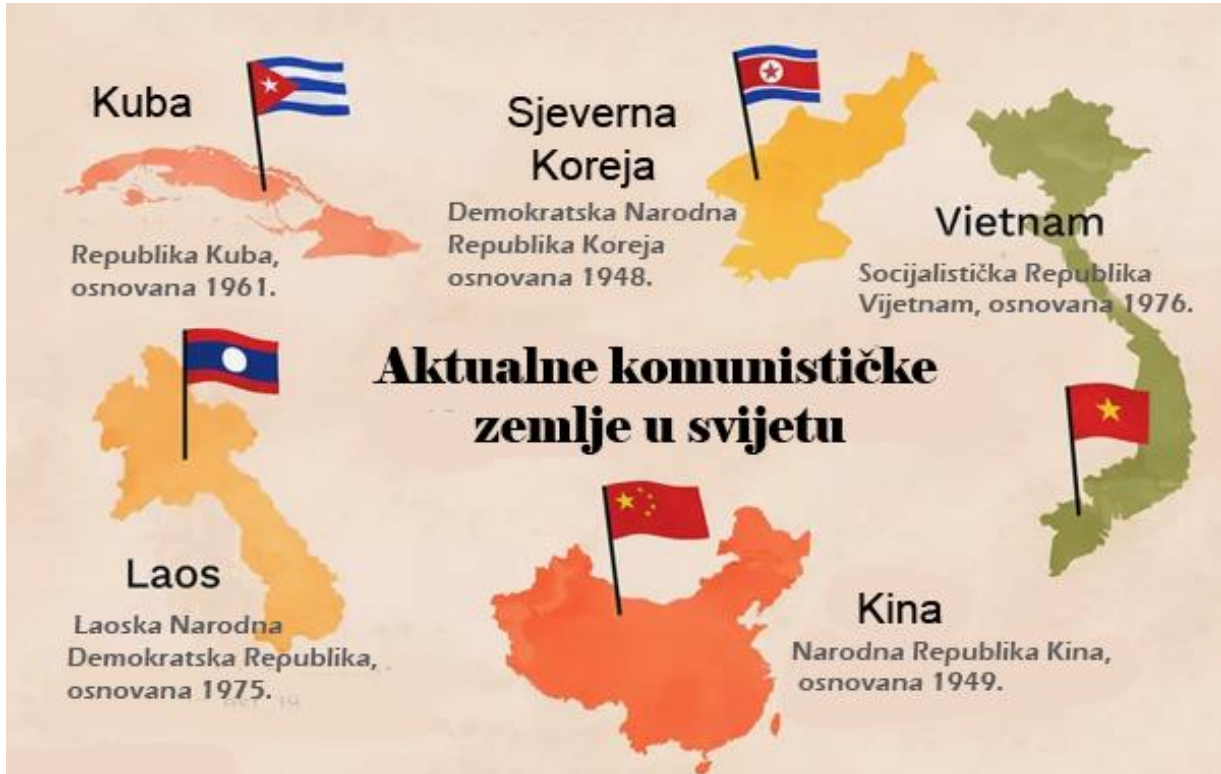 Kuba
Republika Kuba,
osnovana 1961.
Sjeverna
Koreja
Demokratska Narodna
Republika Koreja
osnovana 1948.
Vietnam
Socijalistička Republika
Vijetnam, osnovana 1976.
Aktualne komunističke
zemlje u svijetu
Laos
Laoska Narodna
Demokratska Republika,
osnovana 1975.
Kina
Narodna Republika Kina,
osnovana 1949.